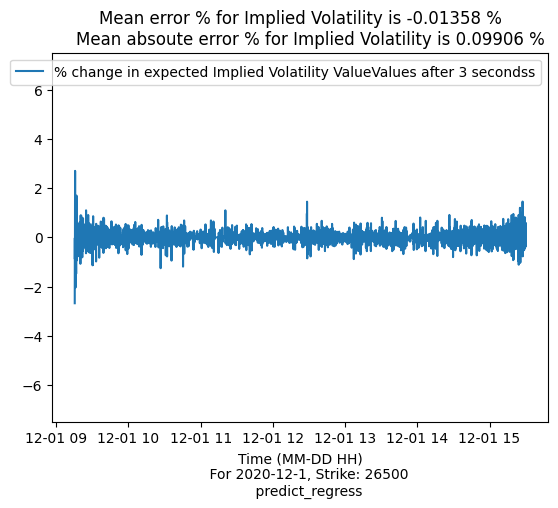 Mean error % for Implied Volatility is -0.01358 %
Mean absoute error % for Implied Volatility is 0.09906 %
% change in expected Implied Volatility ValueValues after 3 secondss
6
4
2
0
−2
−4
−6
12-01 09 12-01 10 12-01 11 12-01 12 12-01 13 12-01 14 12-01 15
Time (MM-DD HH)
For 2020-12-1, Strike: 26500
predict_regress